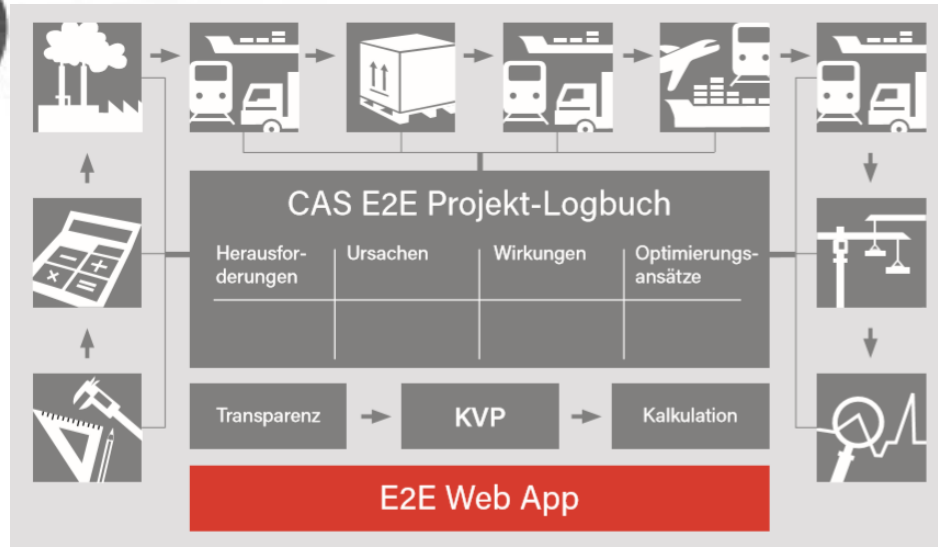 CAS E2E Projekt-Logbuch
Herausfor-
derungen
Ursachen
Wirkungen
Optimierungs-
ansätze
Transparenz
KVP
Kalkulation
E2E Web App